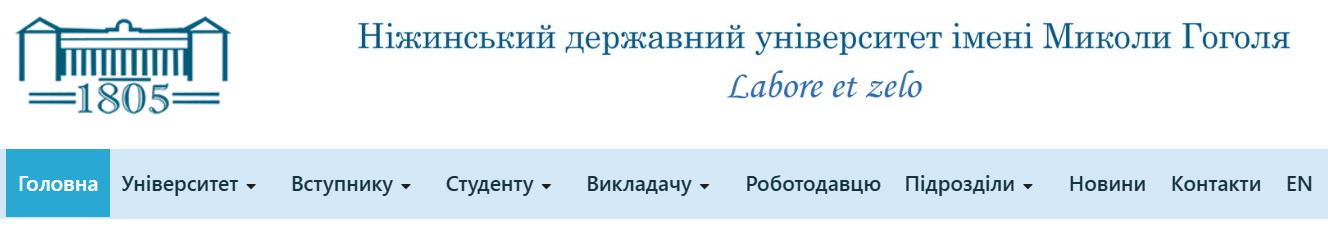 1805
Ніжинський державний університет імені Миколи Гоголя
Labore et zelo
Головна Університет Вступнику Студенту Викладачу Роботодавцю Підрозділи Новини Контакти EN